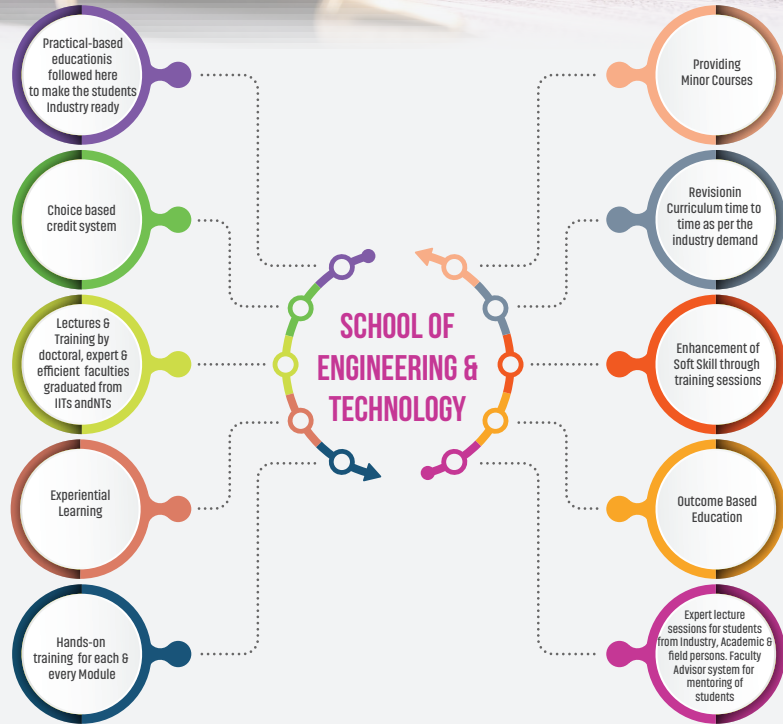 Practical-based
educationis
followed here
to make the students
Industry ready
Choice based
credit system
Lectures &
Training by
doctoral, expert &
efficient faculties
graduated from
IITs andNTs
Experiential
Learning
Hands-on
training for each &
every Module
SCHOOL OF
ENGINEERING &
TECHNOLOGY
Providing
Minor Courses
Revisionin
Curriculum time to
time as per the
industry demand
Enhancement of
Soft Skill through
training sessions
Outcome Based
Education
Expert lecture
sessions for students
from Industry, Academic &
field persons. Faculty
Advisor system for
mentoring of
students